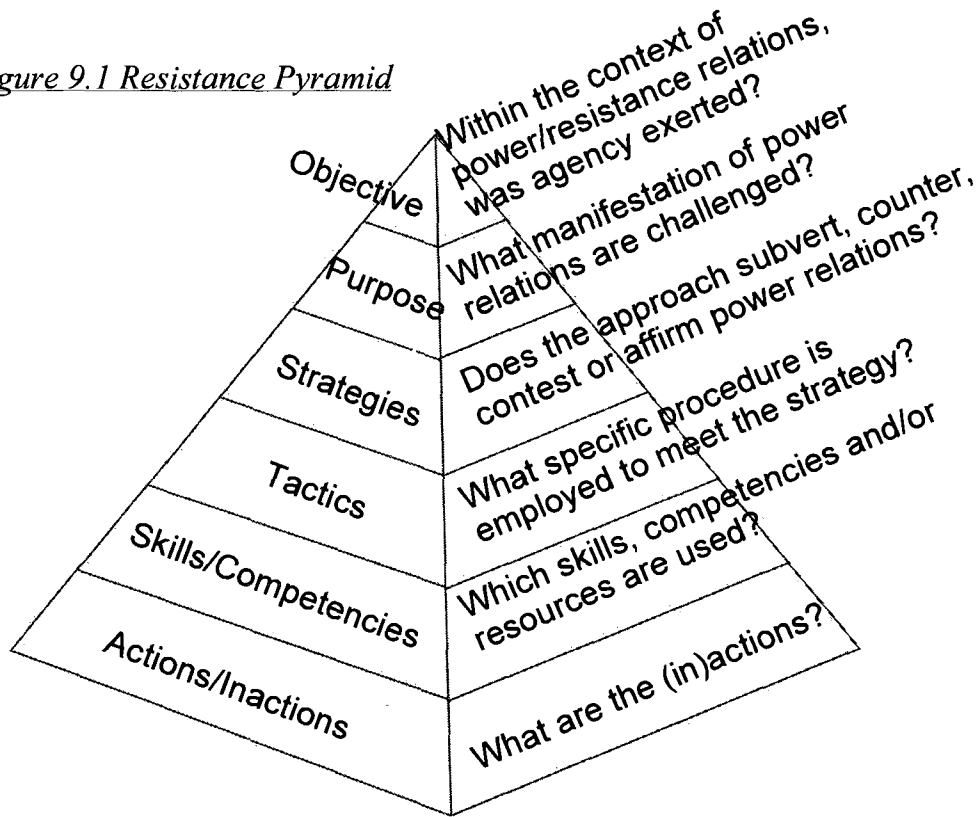 gure 9.1 Resistance Pyramid
Objective
Within the context of
power/resistance relations,
was agency exerted?
Purpose
What manifestation of power
relations are challenged?
Strategies
Does the approach subvert, counter,
contest or affirm power relations?
Tactics
What specific procedure is
employed to meet the strategy?
Skills/Competencies
Which skills, competencies and/or
resources are used?
Actions/Inactions
What are the (in)actions?